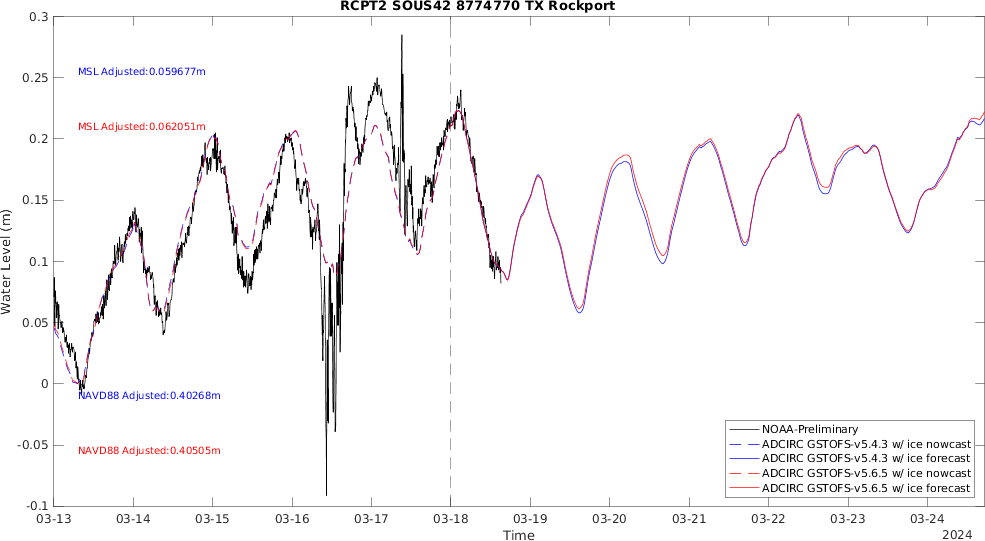 RCPT2 SOUS42 8774770 TX Rockport
0.3
0.25
0.2
0.15
0.1
0.05
0
-0.05
-0.1
Water Level (m)
MSL Adjusted:0.059677m
MSL Adjusted:0.062051m
NAVD88 Adjusted:0.40268m
NAVD88 Adjusted:0.40505m
NOAA-Preliminary
ADCIRC GSTOFS-v5.4.3 w/ ice nowcast
ADCIRC GSTOFS-v5.4.3 w/ ice forecast
ADCIRC GSTOFS-v5.6.5 w/ ice nowcast
ADCIRC GSTOFS-v5.6.5 w/ ice forecast
03-13 03-14 03-15 03-16 03-17 03-18 03-19 03-20 03-21 03-22 03-23 03-24
Time
2024